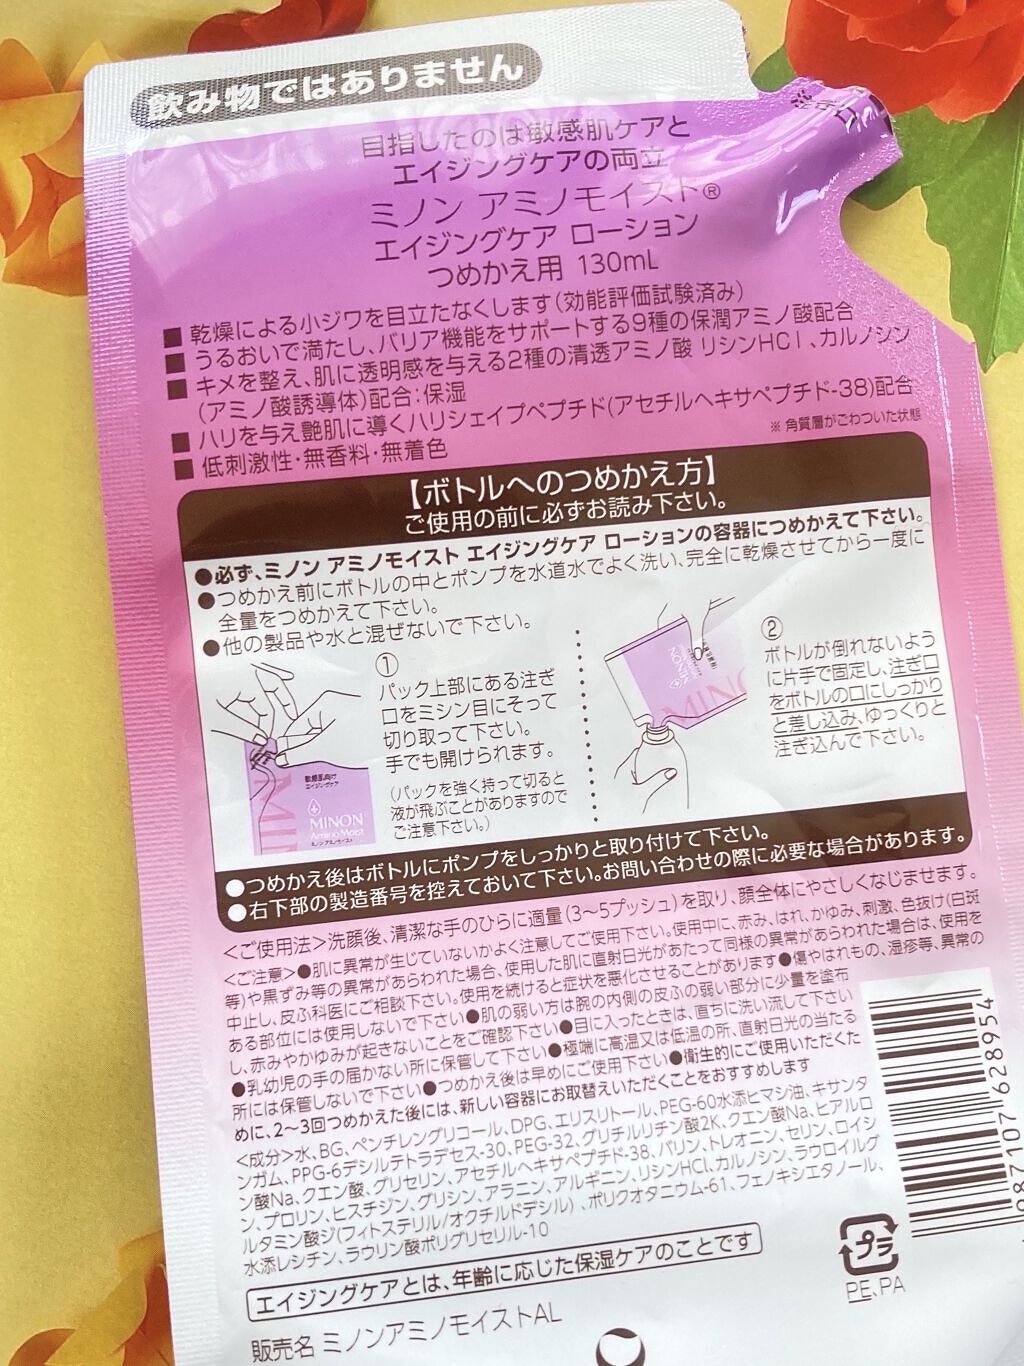 飲み物ではありません
目指したのは敏感肌ケアと
エイジングケアの両立
ミノン アミノモイスト®
エイジングケア ローション
つめかえ用 130mL
■ 乾燥による小ジワを目立たなくします（効能評価試験済み）
■ うるおいで満たし、バリア機能をサポートする9種の保潤アミノ酸配合
■ キメを整え、肌に透明感を与える2種の清透アミノ酸 リシンHCl、カルノシン
（アミノ酸誘導体）配合：保湿
■ ハリを与え艶肌に導くハリシェイプペプチド（アセチルヘキサペプチド-38）配合
■ 低刺激性・無香料・無着色
※ 角質層がごわついた状態
【ボトルへのつめかえ方】
ご使用の前に必ずお読み下さい。
●必ず、ミノン アミノモイスト エイジングケア ローションの容器につめかえて下さい。
●つめかえ前にボトルの中とポンプを水道水でよく洗い、完全に乾燥させてから一度に
全量をつめかえて下さい。
●他の製品や水と混ぜないで下さい。
①
パック上部にある注ぎ
口をミシン目にそって
切り取って下さい。
手でも開けられます。
（パックを強く持って切ると
液が飛ぶことがありますので
ご注意下さい。）
敏感肌向け
エイジングケア
MINON
Amino Moist
ミノン アミノモイスト
②
ボトルが倒れないよう
に片手で固定し、注ぎ口
をボトルの口にしっかり
と差し込み、ゆっくりと
注ぎ込んで下さい。
MINON
●つめかえ後はボトルにポンプをしっかりと取り付けて下さい。
●右下部の製造番号を控えておいて下さい。お問い合わせの際に必要な場合があります。
＜ご使用法＞洗顔後、清潔な手のひらに適量（3～5プッシュ）を取り、顔全体にやさしくなじませます。
＜ご注意＞●肌に異常が生じていないかよく注意してご使用下さい。使用中に、赤み、はれ、かゆみ、刺激、色抜け（白斑
等）や黒ずみ等の異常があらわれた場合、使用した肌に直射日光があたって同様の異常があらわれた場合は、使用を
中止し、皮ふ科医にご相談下さい。使用を続けると症状を悪化させることがあります●傷やはれもの、湿疹等、異常の
ある部位には使用しないで下さい●肌の弱い方は腕の内側の皮ふの弱い部分に少量を塗布
し、赤みやかゆみが起きないことをご確認下さい●目に入ったときは、直ちに洗い流して下さい
●乳幼児の手の届かない所に保管して下さい●極端に高温又は低温の所、直射日光の当たる
所には保管しないで下さい●つめかえ後は早めにご使用下さい●衛生的にご使用いただくた
めに、2～3回つめかえた後には、新しい容器にお取替えいただくことをおすすめします
＜成分＞水、BG、ペンチレングリコール、DPG、エリスリトール、PEG-60水添ヒマシ油、キサンタ
ンガム、PPG-6デシルテトラデセス-30、PEG-32、グリチルリチン酸2K、クエン酸Na、ヒアルロ
ン酸Na、クエン酸、グリセリン、アセチルヘキサペプチド-38、バリン、トレオニン、セリン、ロイシ
ン、プロリン、ヒスチジン、グリシン、アラニン、アルギニン、リシンHCl、カルノシン、ラウロイルグ
ルタミン酸ジ（フィトステリル/オクチルドデシル）、ポリクオタニウム-61、フェノキシエタノール、
水添レシチン、ラウリン酸ポリグリセリル-10
エイジングケアとは、年齢に応じた保湿ケアのことです
販売名 ミノンアミノモイストAL
プラ
PE、PA